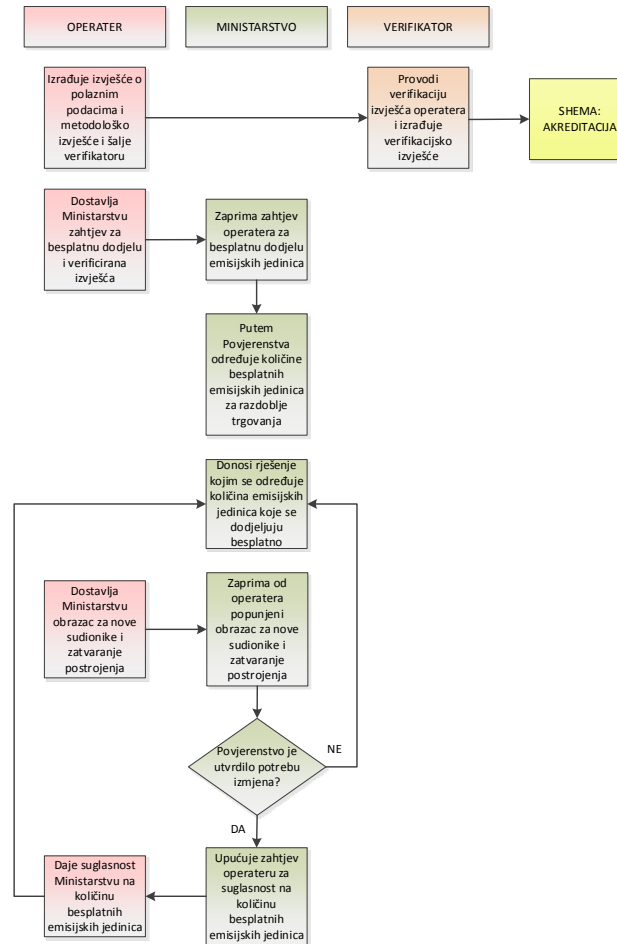 OPERATER
MINISTARSTVO
VERIFIKATOR
Izrađuje izvješće o
polaznim
podacima i
metodološko
izvješće i šalje
verifikatoru
Provodi
verifikaciju
izvješća operatera
i izrađuje
verifikacijsko
izvješće
SHEMA:
AKREDITACIJA
Dostavlja
Ministarstvu
zahtjev za
besplatnu dodjelu
i verificirana
izvješća
Zaprima zahtjev
operatera za
besplatnu dodjelu
emisijskih jedinica
Putem
Povjerenstva
određuje količine
besplatnih
emisijskih jedinica
za razdoblje
trgovanja
Donosi rješenje
kojim se određuje
količina emisijskih
jedinica koje se
dodjeljuju
besplatno
Dostavlja
Ministarstvu
obrazac za nove
sudionike i
zatvaranje
postrojenja
Zaprima od
operatera
popunjeni
obrazac za nove
sudionike i
zatvaranje
postrojenja
Povjerenstvo je
utvrdilo potrebu
izmjena?
NE
DA
Daje suglasnost
Ministarstvu na
količinu
besplatnih
emisijskih jedinica
Upućuje zahtjev
operateru za
suglasnost na
količinu
besplatnih
emisijskih jedinica